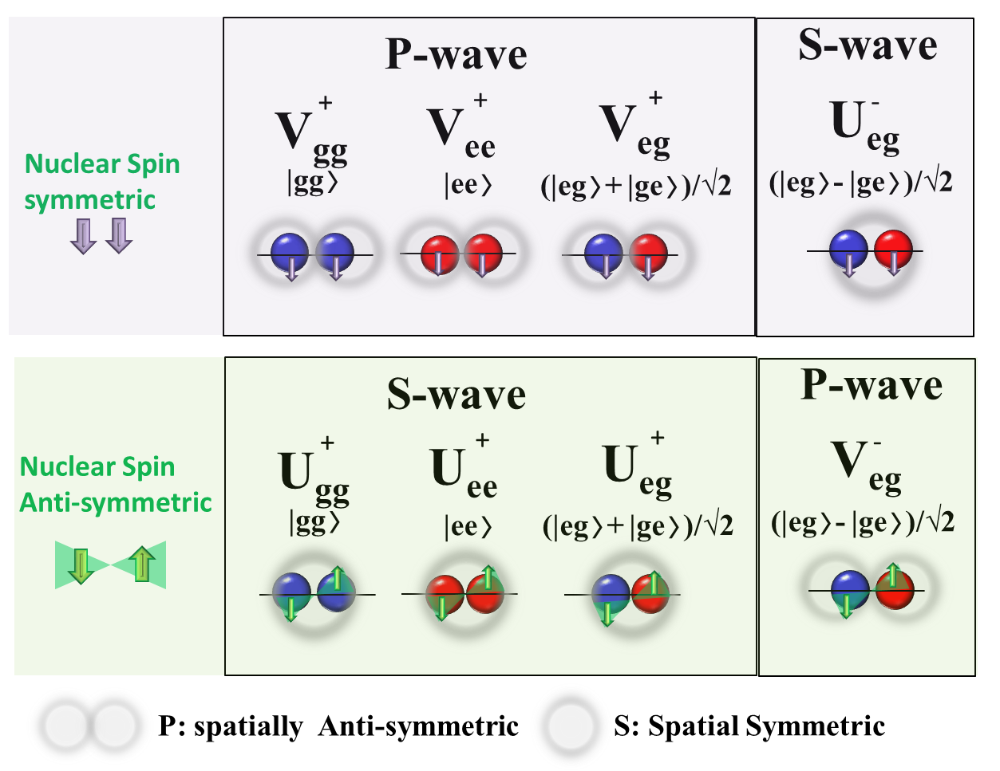 P-wave
S-wave
V⁺gg V⁺ee V⁺eg U⁻eg
|gg⟩ |ee⟩ (|eg⟩+|ge⟩)/√2 (|eg⟩-|ge⟩)/√2
Nuclear Spin
symmetric
S-wave
P-wave
U⁺gg U⁺ee U⁺eg V⁻eg
|gg⟩ |ee⟩ (|eg⟩+|ge⟩)/√2 (|eg⟩-|ge⟩)/√2
Nuclear Spin
Anti-symmetric
P: spatially Anti-symmetric
S: Spatial Symmetric